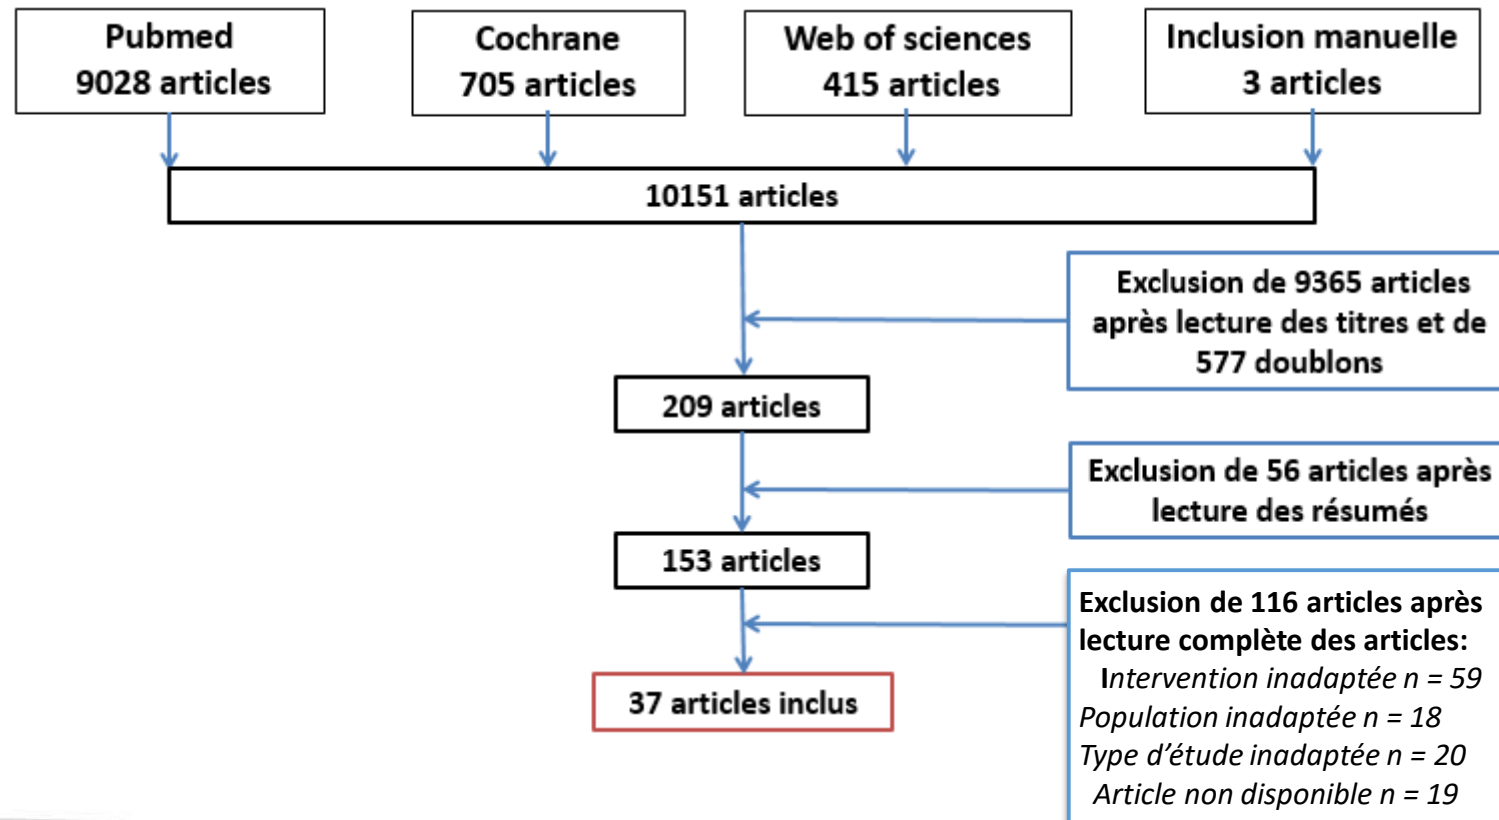 Pubmed
9028 articles
Cochrane
705 articles
Web of sciences
415 articles
Inclusion manuelle
3 articles
10151 articles
Exclusion de 9365 articles
après lecture des titres et de
577 doublons
209 articles
Exclusion de 56 articles après
lecture des résumés
153 articles
Exclusion de 116 articles après
lecture complète des articles:
Intervention inadaptée n = 59
Population inadaptée n = 18
Type d’étude inadaptée n = 20
Article non disponible n = 19
37 articles inclus